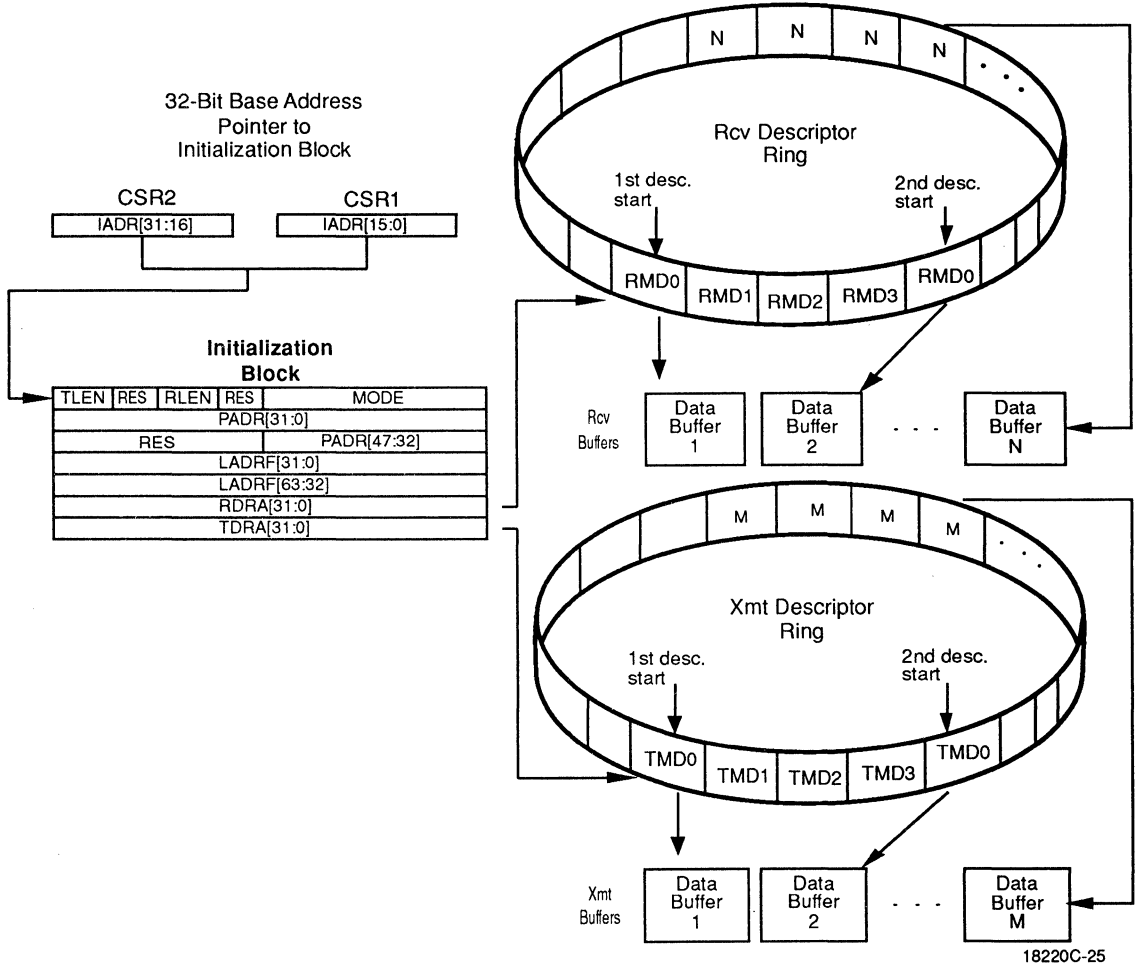 32-Bit Base Address
Pointer to
Initialization Block
CSR2
CSR1
IADR[31:16]
IADR[15:0]
Initialization
Block
TLEN RES RLEN RES MODE
PADR[31:0]
RES PADR[47:32]
LADRF[31:0]
LADRF[63:32]
RDRA[31:0]
TDRA[31:0]
N N N N . . .
Rcv Descriptor
Ring
1st desc.
start
2nd desc.
start
RMD0 RMD1 RMD2 RMD3 RMD0
Rcv
Buffers
Data
Buffer
1
Data
Buffer
2
. . .
Data
Buffer
N
M M M M . . .
Xmt Descriptor
Ring
1st desc.
start
2nd desc.
start
TMD0 TMD1 TMD2 TMD3 TMD0
Xmt
Buffers
Data
Buffer
1
Data
Buffer
2
. . .
Data
Buffer
M
18220C-25